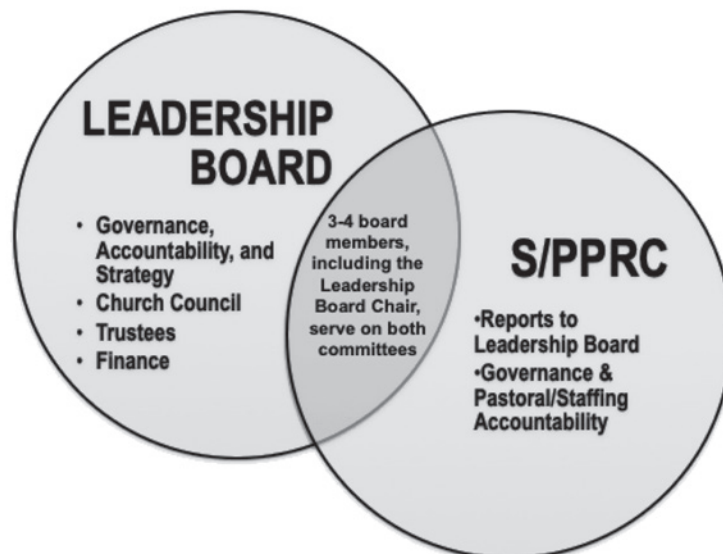 LEADERSHIP
BOARD
• Governance,
Accountability, and
Strategy
• Church Council
• Trustees
• Finance
3-4 board
members,
including the
Leadership
Board Chair,
serve on both
committees
S/PPRC
•Reports to
Leadership Board
•Governance &
Pastoral/Staffing
Accountability